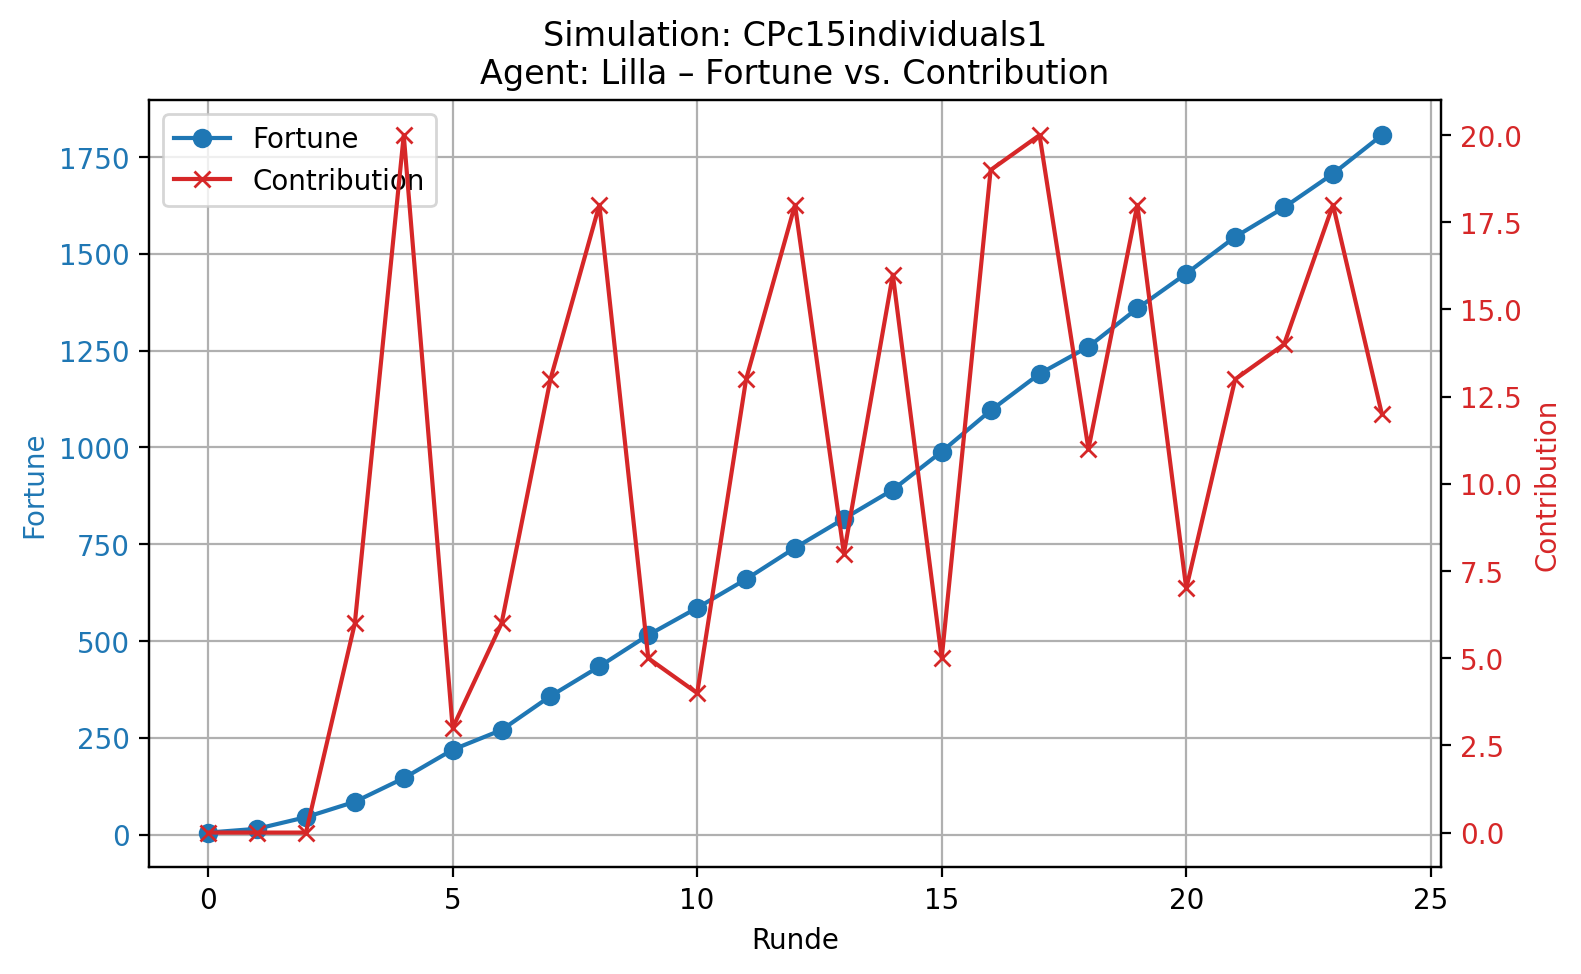 Simulation: CPc15individuals1
Agent: Lilla – Fortune vs. Contribution
Fortune
Contribution
1750
1500
1250
1000
750
500
250
0
Fortune
20.0
17.5
15.0
12.5
10.0
7.5
5.0
2.5
0.0
Contribution
0 5 10 15 20 25
Runde